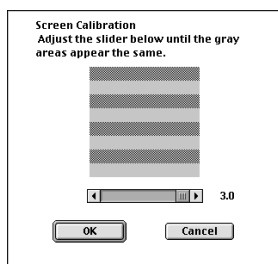 Screen Calibration
Adjust the slider below until the gray
areas appear the same.
3.0
OK
Cancel